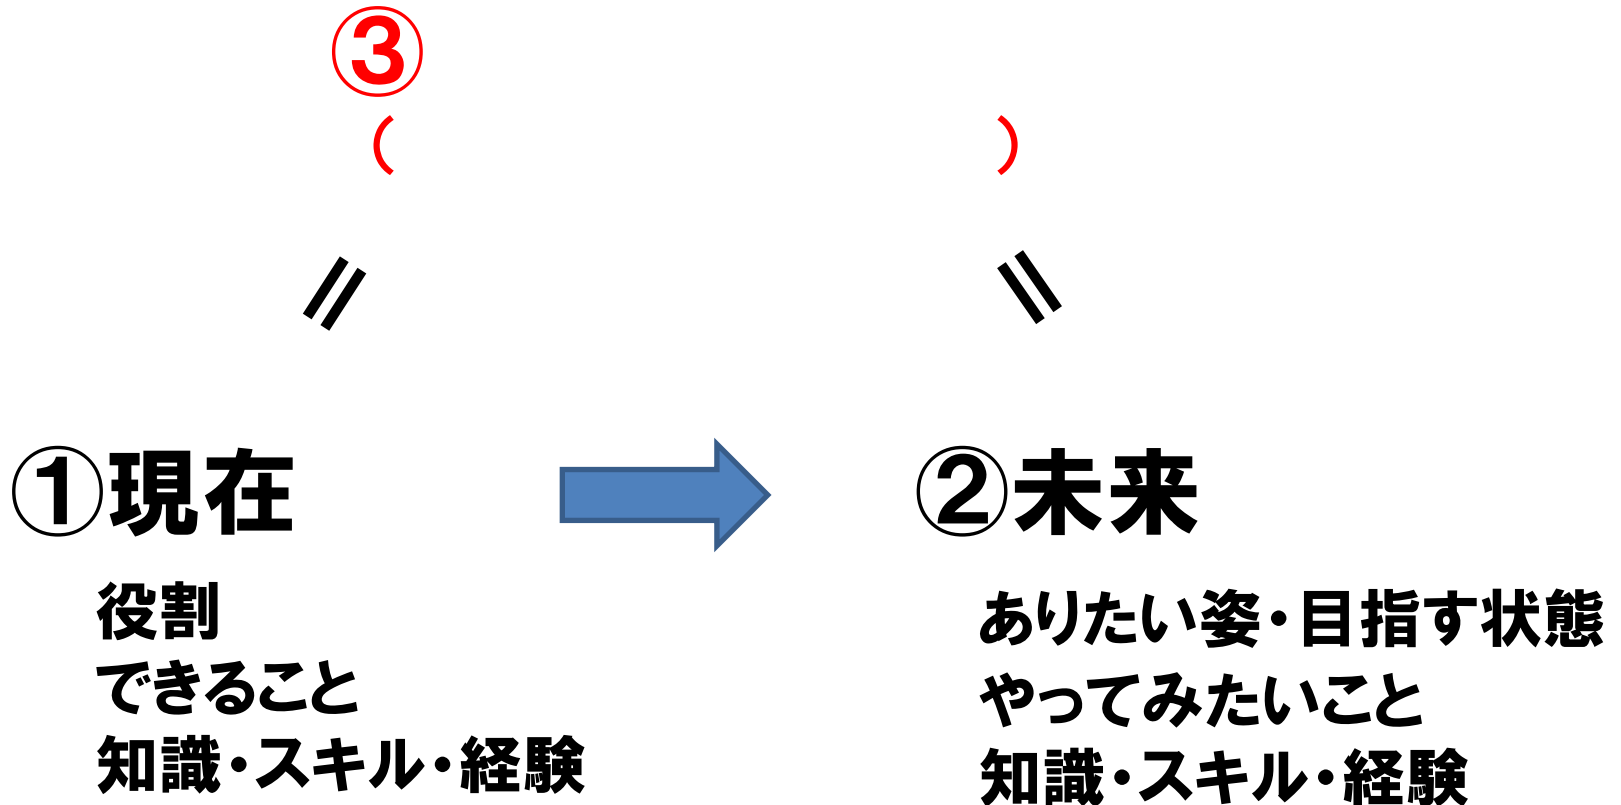 ③
（　　　　　）
＝　　　　　＝
①現在
役割
できること
知識・スキル・経験
②未来
ありたい姿・目指す状態
やってみたいこと
知識・スキル・経験